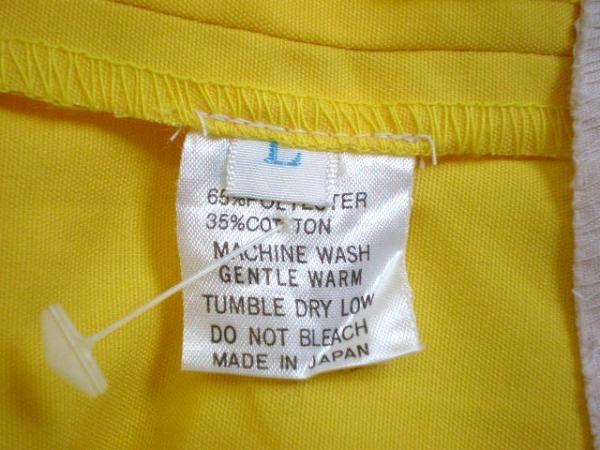 L
65% POLYESTER
35% COTTON
MACHINE WASH
GENTLE WARM
TUMBLE DRY LOW
DO NOT BLEACH
MADE IN JAPAN